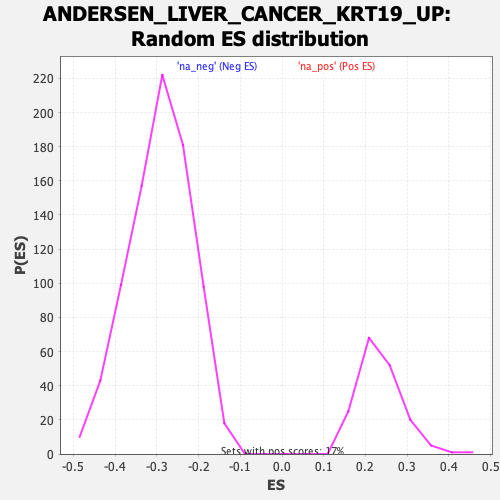 ANDERSEN_LIVER_CANCER_KRT19_UP:
Random ES distribution
'na_neg' (Neg ES) 'na_pos' (Pos ES)
220
200
180
160
140
120
100
80
60
40
20
0
P(ES)
Sets with pos scores: 17%
-0.5 -0.4 -0.3 -0.2 -0.1 0.0 0.1 0.2 0.3 0.4 0.5
ES